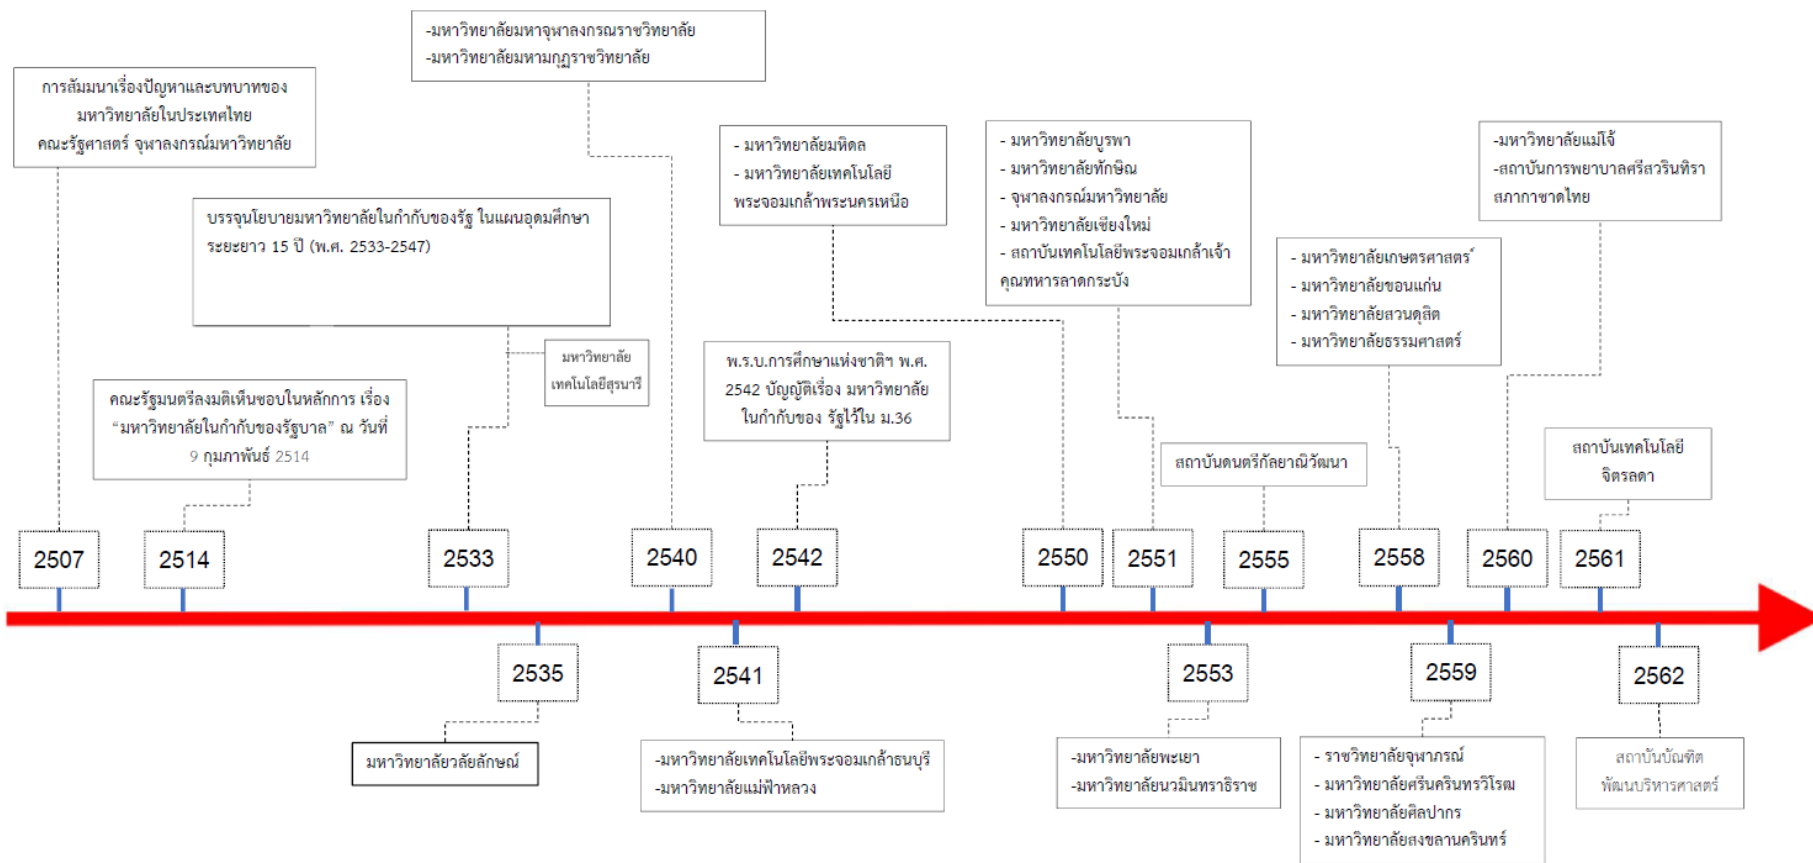 -มหาวิทยาลัยมหาจุฬาลงกรณราชวิทยาลัย
-มหาวิทยาลัยมหามกุฏราชวิทยาลัย
การสัมมนาเรื่องปัญหาและบทบาทของ
มหาวิทยาลัยในประเทศไทย
คณะรัฐศาสตร์ จุฬาลงกรณ์มหาวิทยาลัย
- มหาวิทยาลัยมหิดล
- มหาวิทยาลัยเทคโนโลยี
พระจอมเกล้าพระนครเหนือ
- มหาวิทยาลัยบูรพา
- มหาวิทยาลัยทักษิณ
- จุฬาลงกรณ์มหาวิทยาลัย
- มหาวิทยาลัยเชียงใหม่
- สถาบันเทคโนโลยีพระจอมเกล้าเจ้า
คุณทหารลาดกระบัง
-มหาวิทยาลัยแม่โจ้
-สถาบันการพยาบาลศรีสวรินทิรา
สภากาชาดไทย
บรรจุนโยบายมหาวิทยาลัยในกำกับของรัฐ ในแผนอุดมศึกษา
ระยะยาว 15 ปี (พ.ศ. 2533-2547)
- มหาวิทยาลัยเกษตรศาสตร์
- มหาวิทยาลัยขอนแก่น
- มหาวิทยาลัยสวนดุสิต
- มหาวิทยาลัยธรรมศาสตร์
มหาวิทยาลัย
เทคโนโลยีสุรนารี
พ.ร.บ.การศึกษาแห่งชาติฯ พ.ศ.
2542 บัญญัติเรื่อง มหาวิทยาลัย
ในกำกับของ รัฐไว้ใน ม.36
คณะรัฐมนตรีลงมติเห็นชอบในหลักการ เรื่อง
“มหาวิทยาลัยในกำกับของรัฐบาล” ณ วันที่
9 กุมภาพันธ์ 2514
สถาบันดนตรีกัลยาณิวัฒนา
สถาบันเทคโนโลยี
จิตรลดา
2507 2514 2533 2540 2542 2550 2551 2555 2558 2560 2561
2535 2541 2553 2559 2562
มหาวิทยาลัยวลัยลักษณ์
-มหาวิทยาลัยเทคโนโลยีพระจอมเกล้าธนบุรี
-มหาวิทยาลัยแม่ฟ้าหลวง
-มหาวิทยาลัยพะเยา
-มหาวิทยาลัยนวมินทราธิราช
- ราชวิทยาลัยจุฬาภรณ์
- มหาวิทยาลัยศรีนครินทรวิโรฒ
- มหาวิทยาลัยศิลปากร
- มหาวิทยาลัยสงขลานครินทร์
สถาบันบัณฑิต
พัฒนบริหารศาสตร์